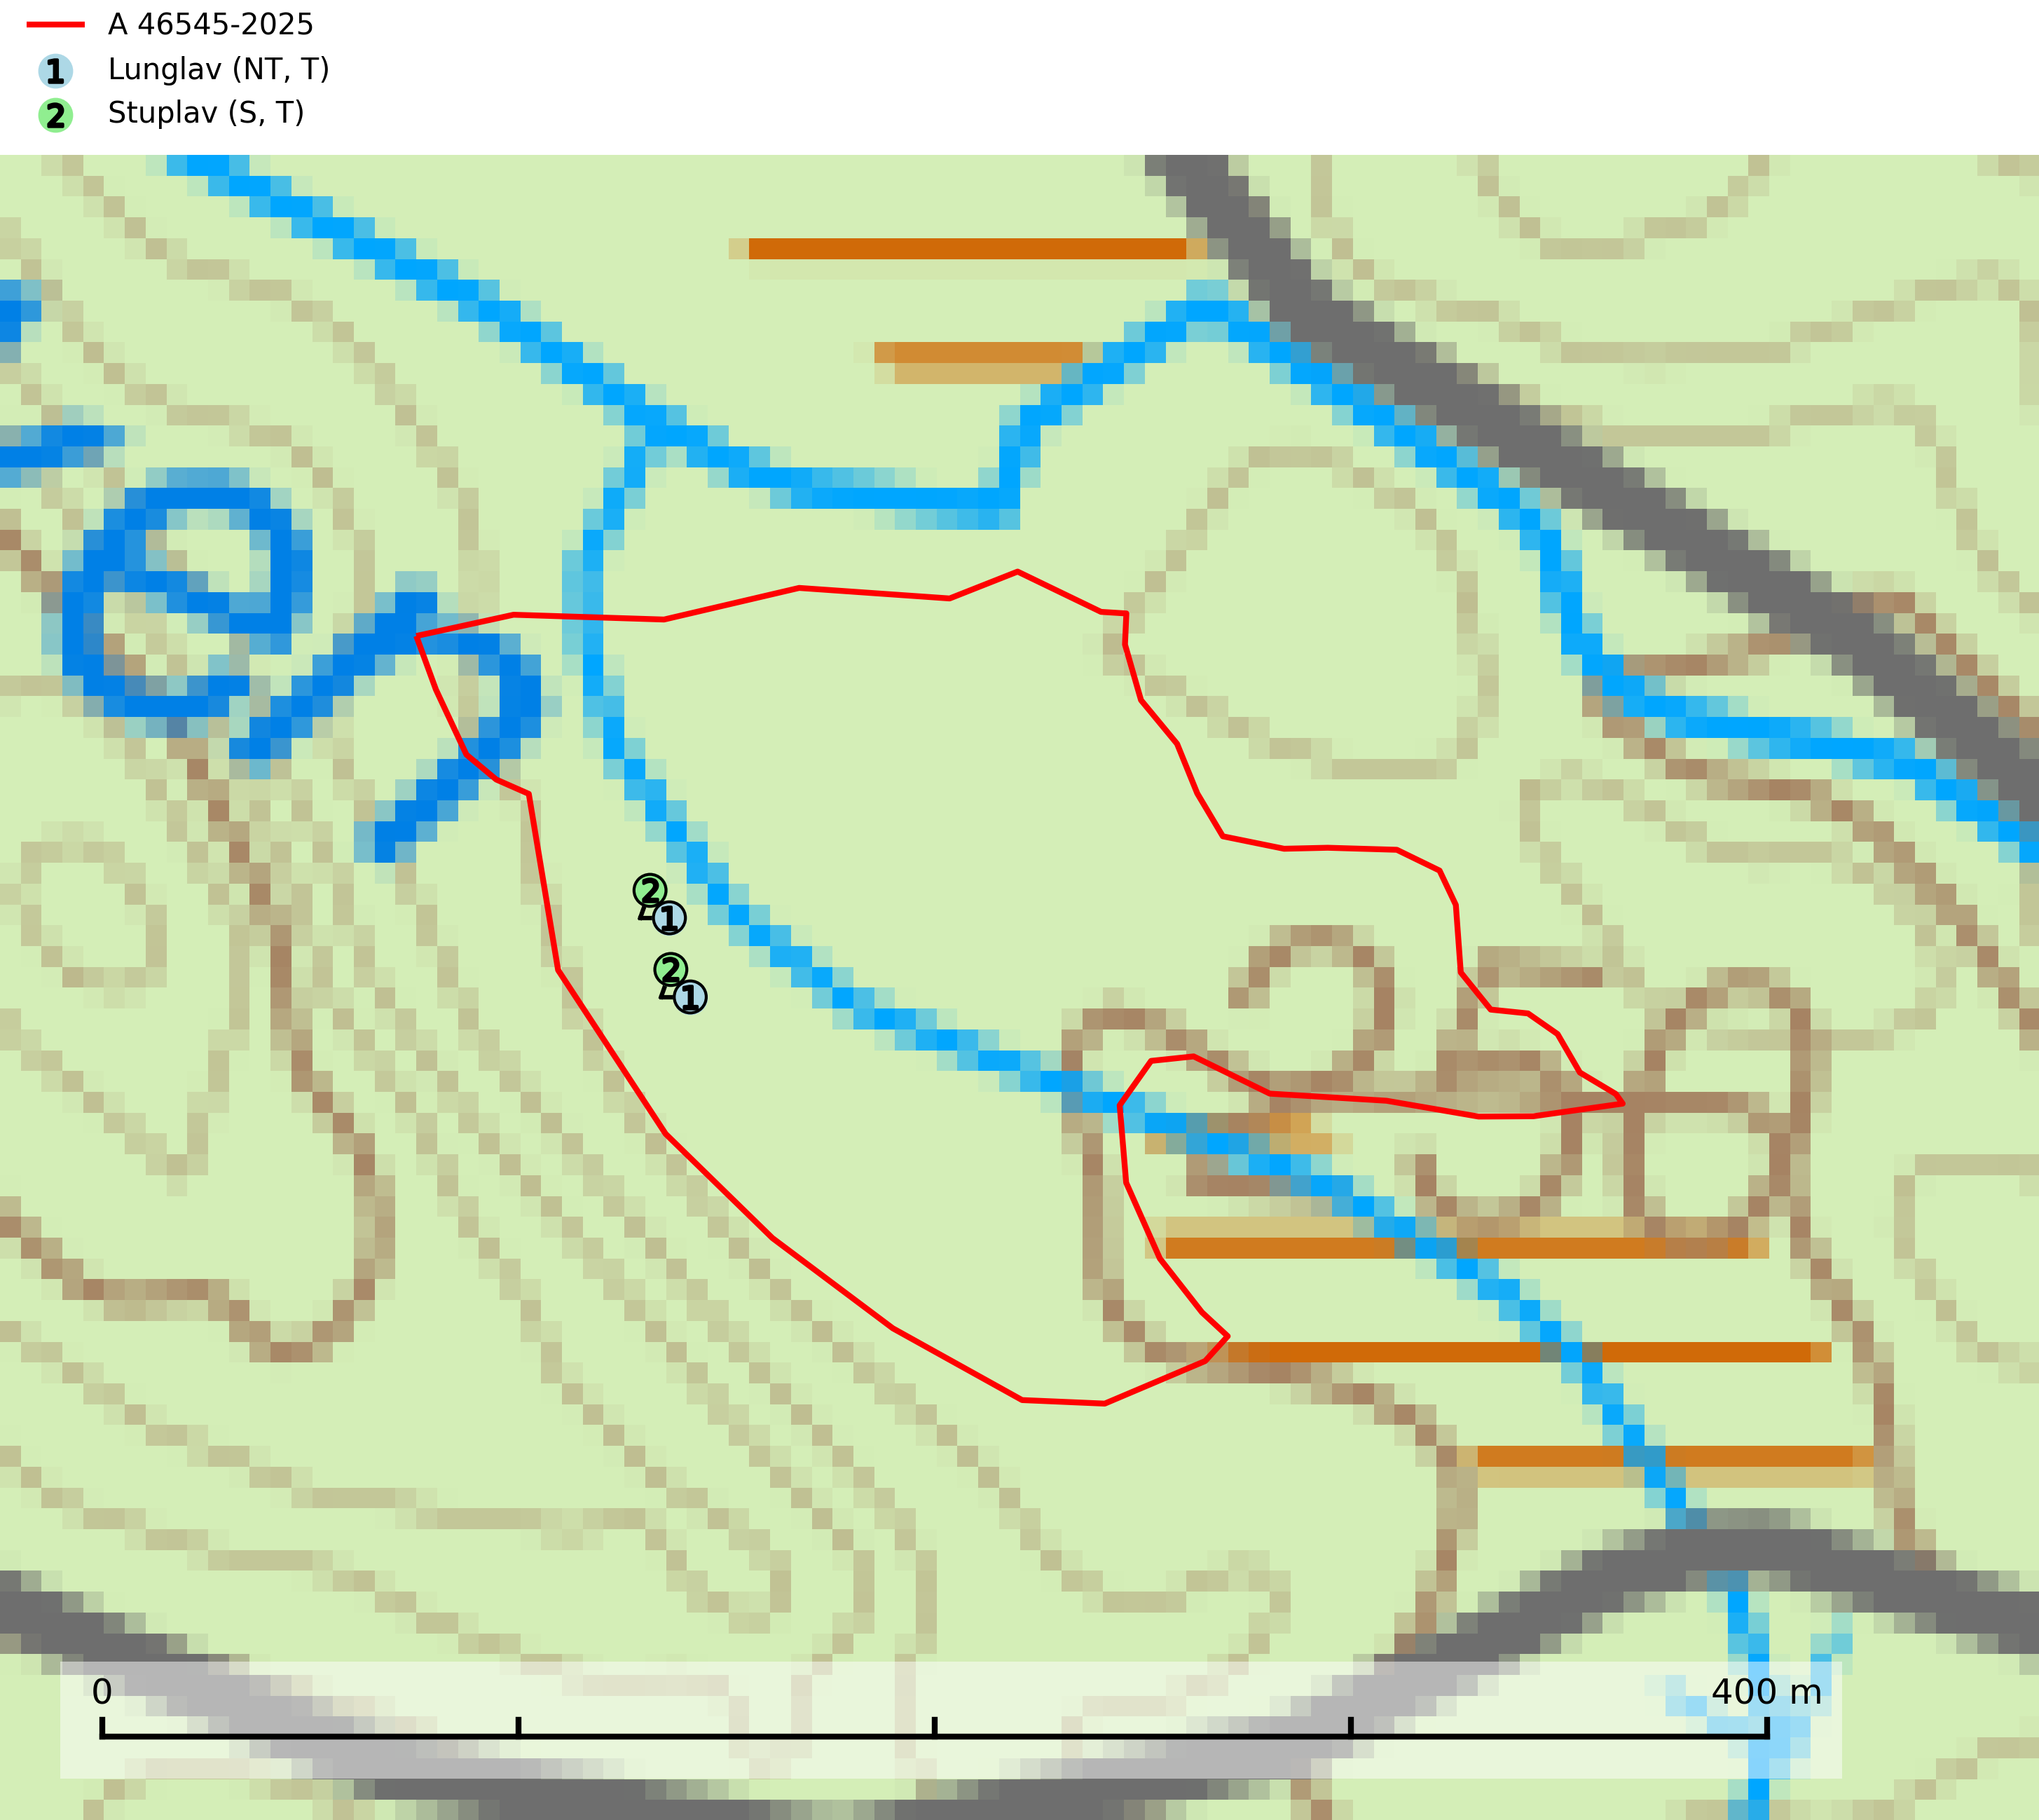 A 46545-2025
1 Lunglav (NT, T)
2 Stuplav (S, T)
2
1
2
1
0 400 m